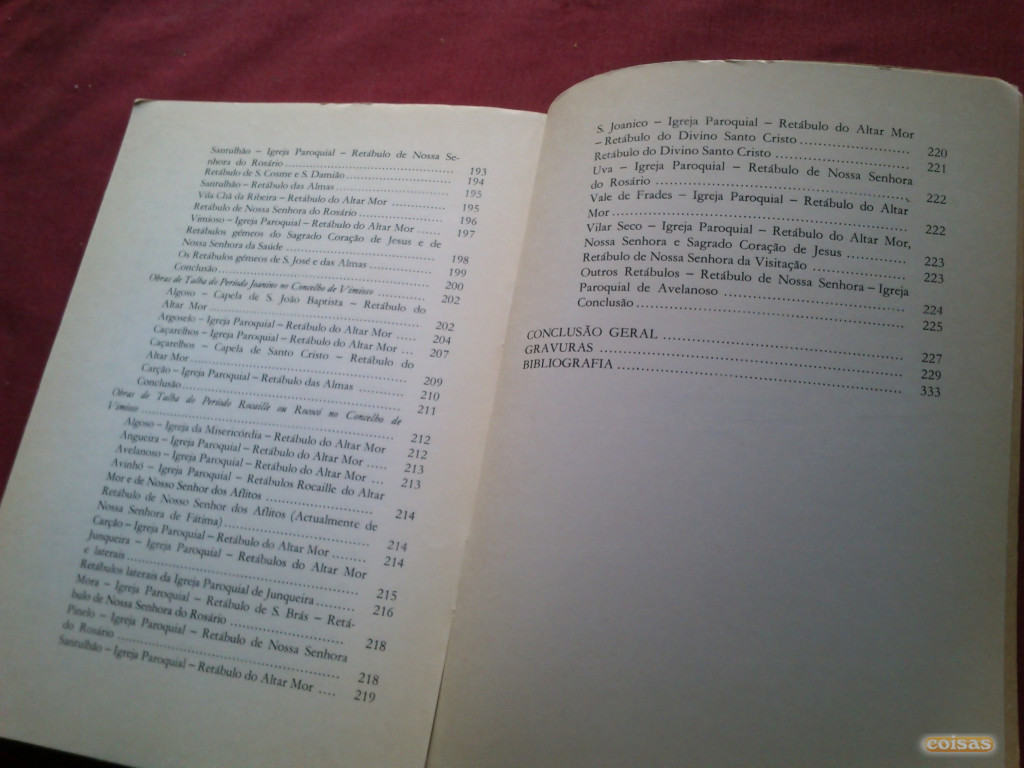 Santulhão – Igreja Paroquial – Retábulo de Nossa Se-
nhora do Rosário ........ 193
Retábulo de S. Cosme e S. Damião ........ 194
Santulhão – Retábulo das Almas ........ 195
Vila Chã da Ribeira – Retábulo do Altar Mor ........ 195
Retábulo de Nossa Senhora do Rosário ........ 196
Vimioso – Igreja Paroquial – Retábulo do Altar Mor ........ 197
Retábulos gémeos do Sagrado Coração de Jesus e de
Nossa Senhora da Saúde ........ 198
Os Retábulos gémeos de S. José e das Almas ........ 199
Conclusão ........ 200
Obras de Talha do Período Joanino no Concelho de Vimioso ........ 202
Algoso – Capela de S. João Baptista – Retábulo do
Altar Mor ........ 202
Argoselo – Igreja Paroquial – Retábulo do Altar Mor ........ 204
Caçarelhos – Igreja Paroquial – Retábulo do Altar Mor ... 207
Caçarelhos – Capela de Santo Cristo – Retábulo do
Altar Mor ........ 209
Carção – Igreja Paroquial – Retábulo das Almas ........ 210
Conclusão ........ 211
Obras de Talha do Período Rocaille ou Rococó no Concelho de
Vimioso ........ 212
Algoso – Igreja da Misericórdia – Retábulo do Altar Mor 212
Angueira – Igreja Paroquial – Retábulo do Altar Mor ..... 213
Avelanoso – Igreja Paroquial – Retábulo do Altar Mor ... 213
Avinhó – Igreja Paroquial – Retábulos Rocaille do Altar
Mor e de Nosso Senhor dos Aflitos ........ 214
Retábulo de Nosso Senhor dos Aflitos (Actualmente de
Nossa Senhora de Fátima) ........ 214
Carção – Igreja Paroquial – Retábulo do Altar Mor ........ 214
Junqueira – Igreja Paroquial – Retábulos do Altar Mor
e laterais ........ 215
Retábulos laterais da Igreja Paroquial de Junqueira ........ 216
Mora – Igreja Paroquial – Retábulo de S. Brás – Retá-
bulo de Nossa Senhora do Rosário ........ 218
Pinelo – Igreja Paroquial – Retábulo de Nossa Senhora
do Rosário ........ 218
Santulhão – Igreja Paroquial – Retábulo do Altar Mor .... 219
S. Joanico – Igreja Paroquial – Retábulo do Altar Mor
– Retábulo do Divino Santo Cristo ........ 220
Retábulo do Divino Santo Cristo ........ 221
Uva – Igreja Paroquial – Retábulo de Nossa Senhora
do Rosário ........ 222
Vale de Frades – Igreja Paroquial – Retábulo do Altar
Mor ........ 222
Vilar Seco – Igreja Paroquial – Retábulo do Altar Mor,
Nossa Senhora e Sagrado Coração de Jesus ........ 223
Retábulo de Nossa Senhora da Visitação ........ 223
Outros Retábulos – Retábulo de Nossa Senhora – Igreja
Paroquial de Avelanoso ........ 224
Conclusão ........ 225
CONCLUSÃO GERAL ........ 227
GRAVURAS ........ 229
BIBLIOGRAFIA ........ 333
coisas